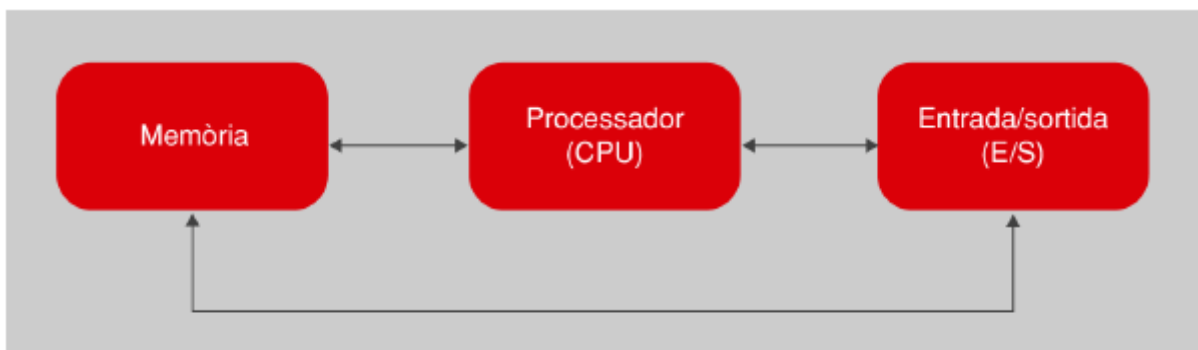 Memòria
Processador
(CPU)
Entrada/sortida
(E/S)